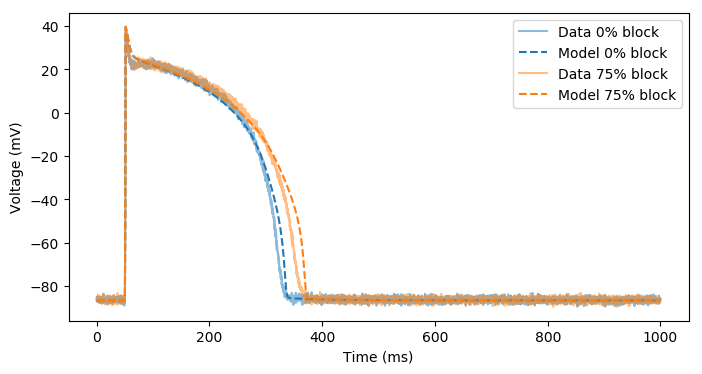 40
20
0
−20
−40
−60
−80
Voltage (mV)
0
200
400
600
800
1000
Time (ms)
Data 0% block
Model 0% block
Data 75% block
Model 75% block